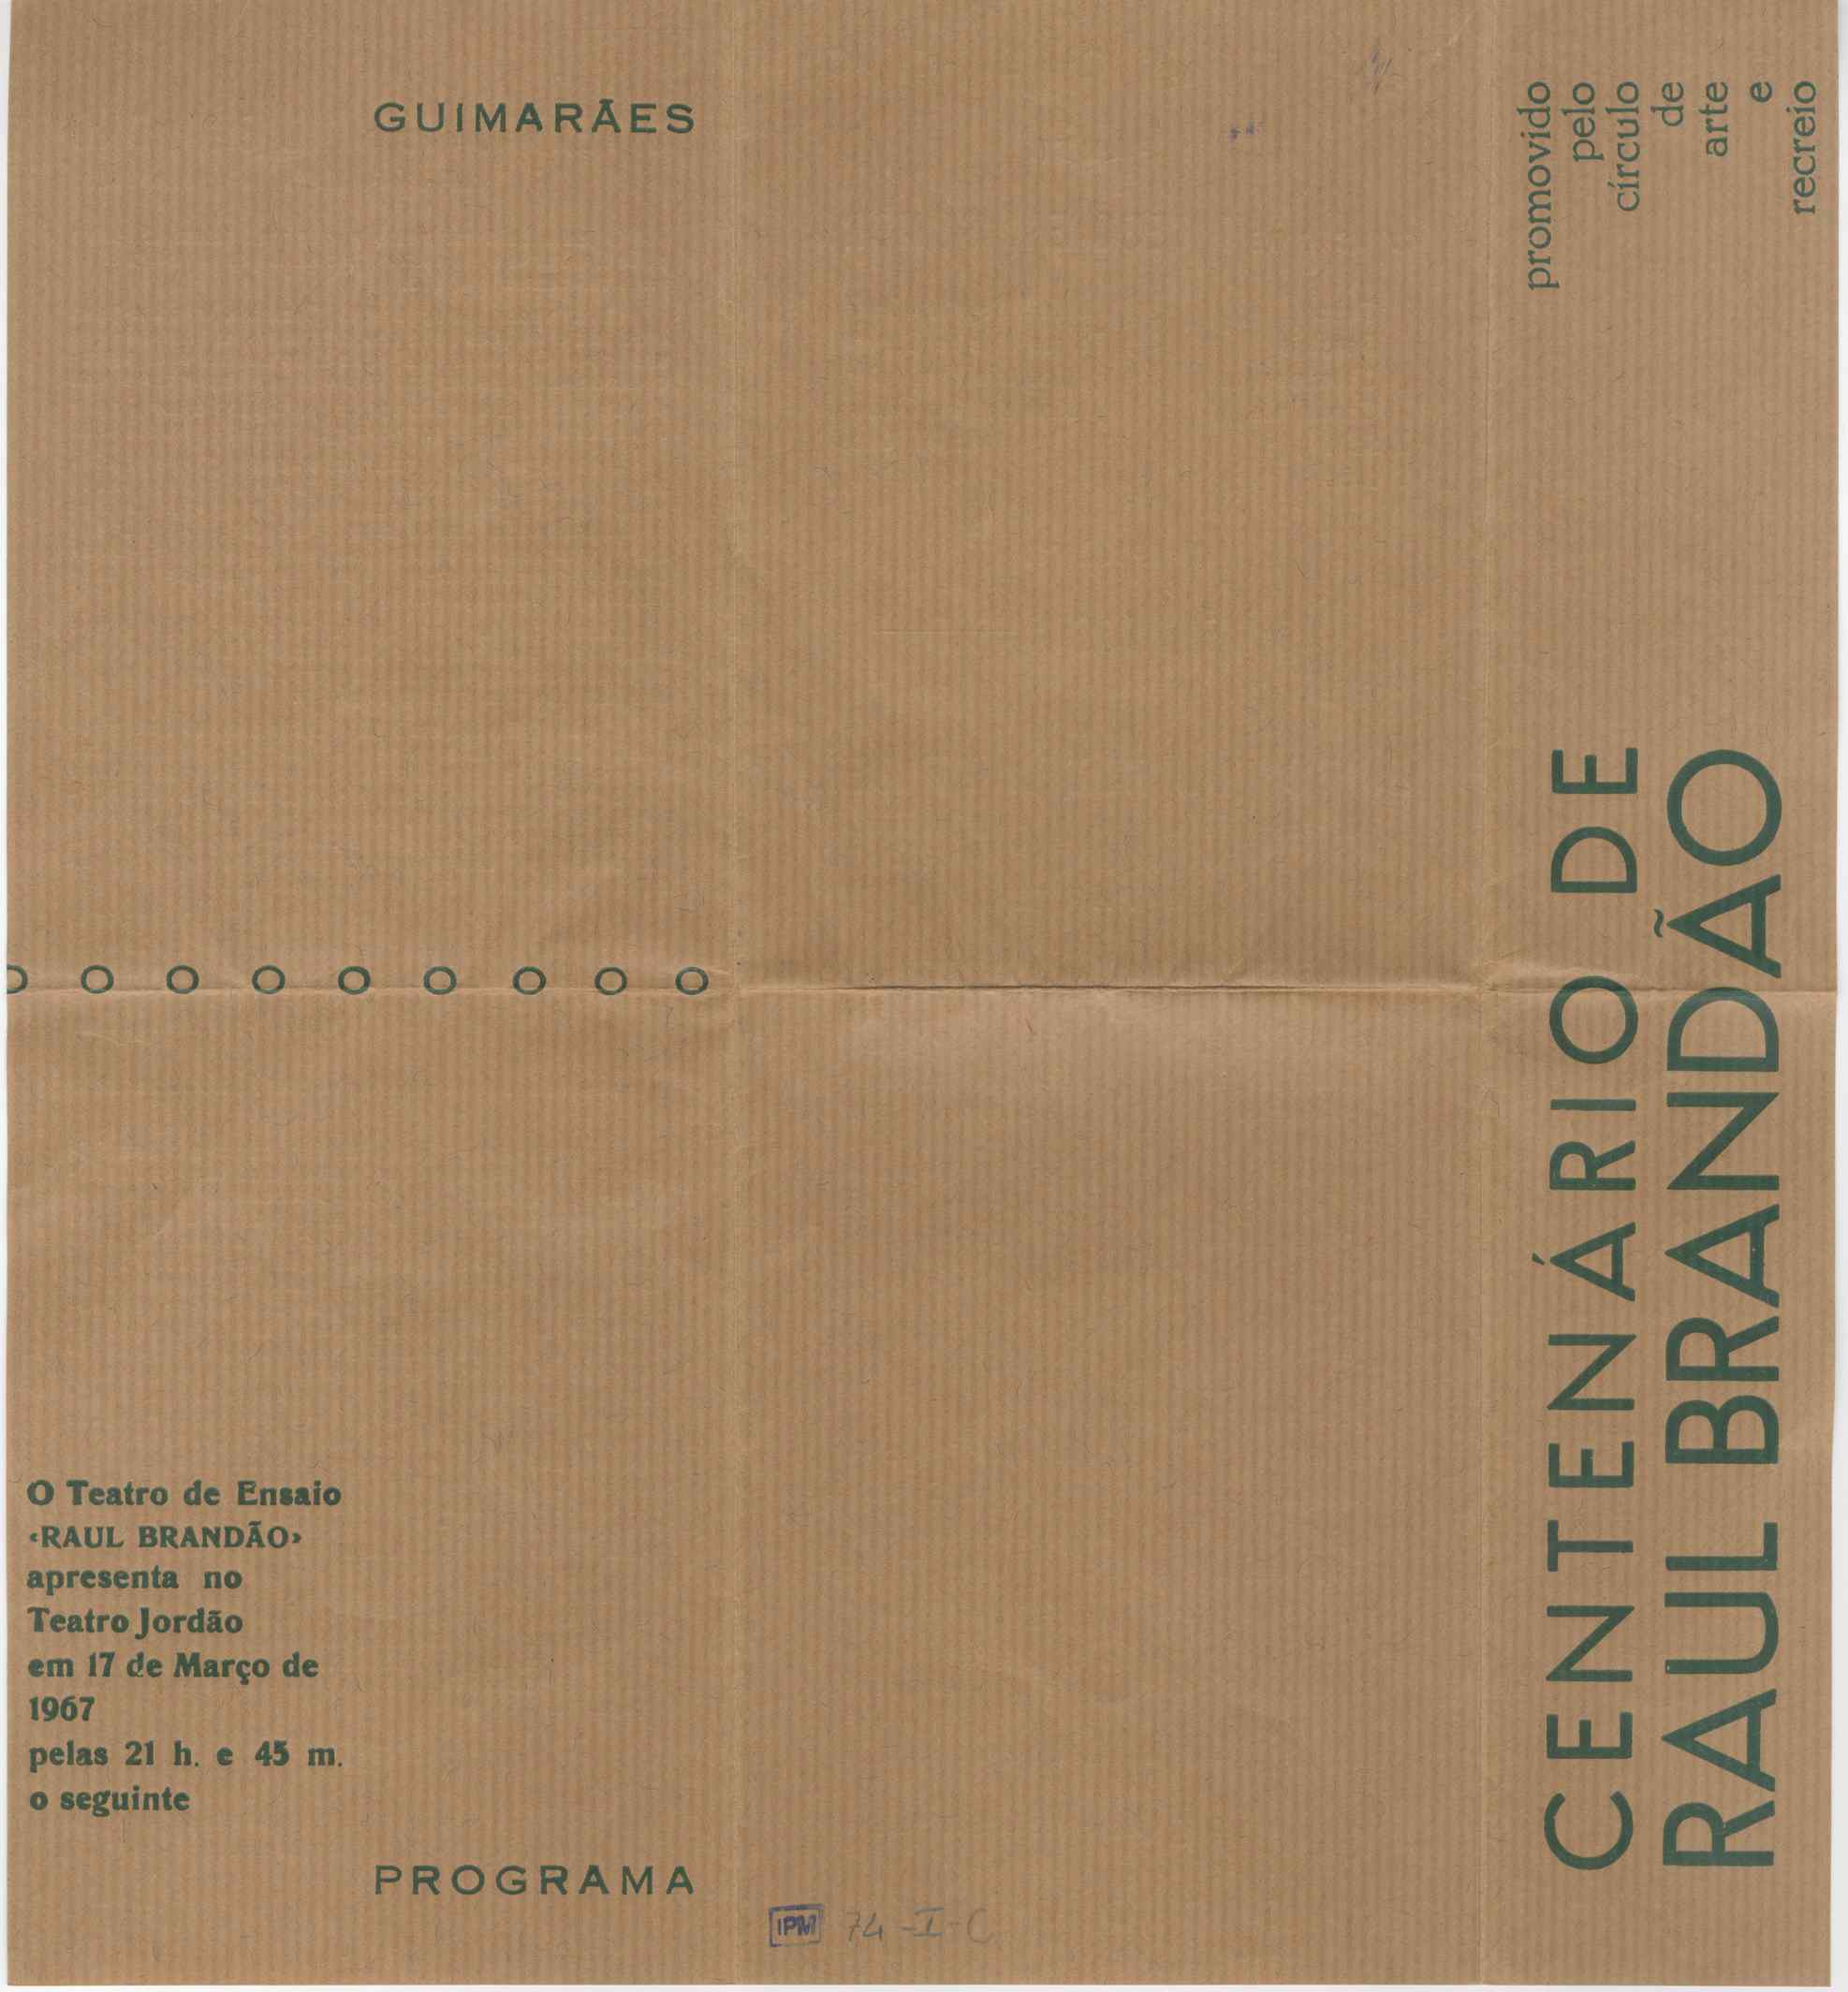 GUIMARÃES
O Teatro de Ensaio
‹RAUL BRANDÃO›
apresenta no
Teatro Jordão
em 17 de Março de
1967
pelas 21 h. e 45 m.
o seguinte
PROGRAMA
IPM 74-I-C
CENTENÁRIO DE
RAUL BRANDÃO
promovido
pelo
círculo
de
arte
e
recreio